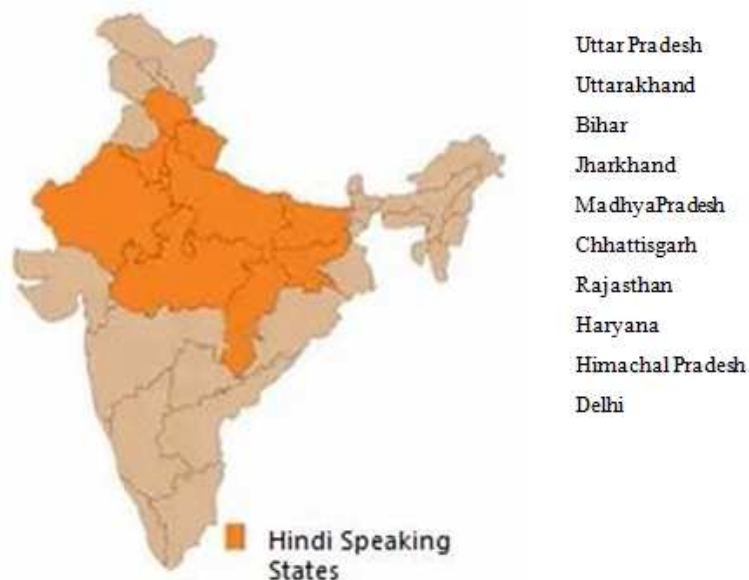 Uttar Pradesh
Uttarakhand
Bihar
Jharkhand
MadhyaPradesh
Chhattisgarh
Rajasthan
Haryana
Himachal Pradesh
Delhi
Hindi Speaking
States